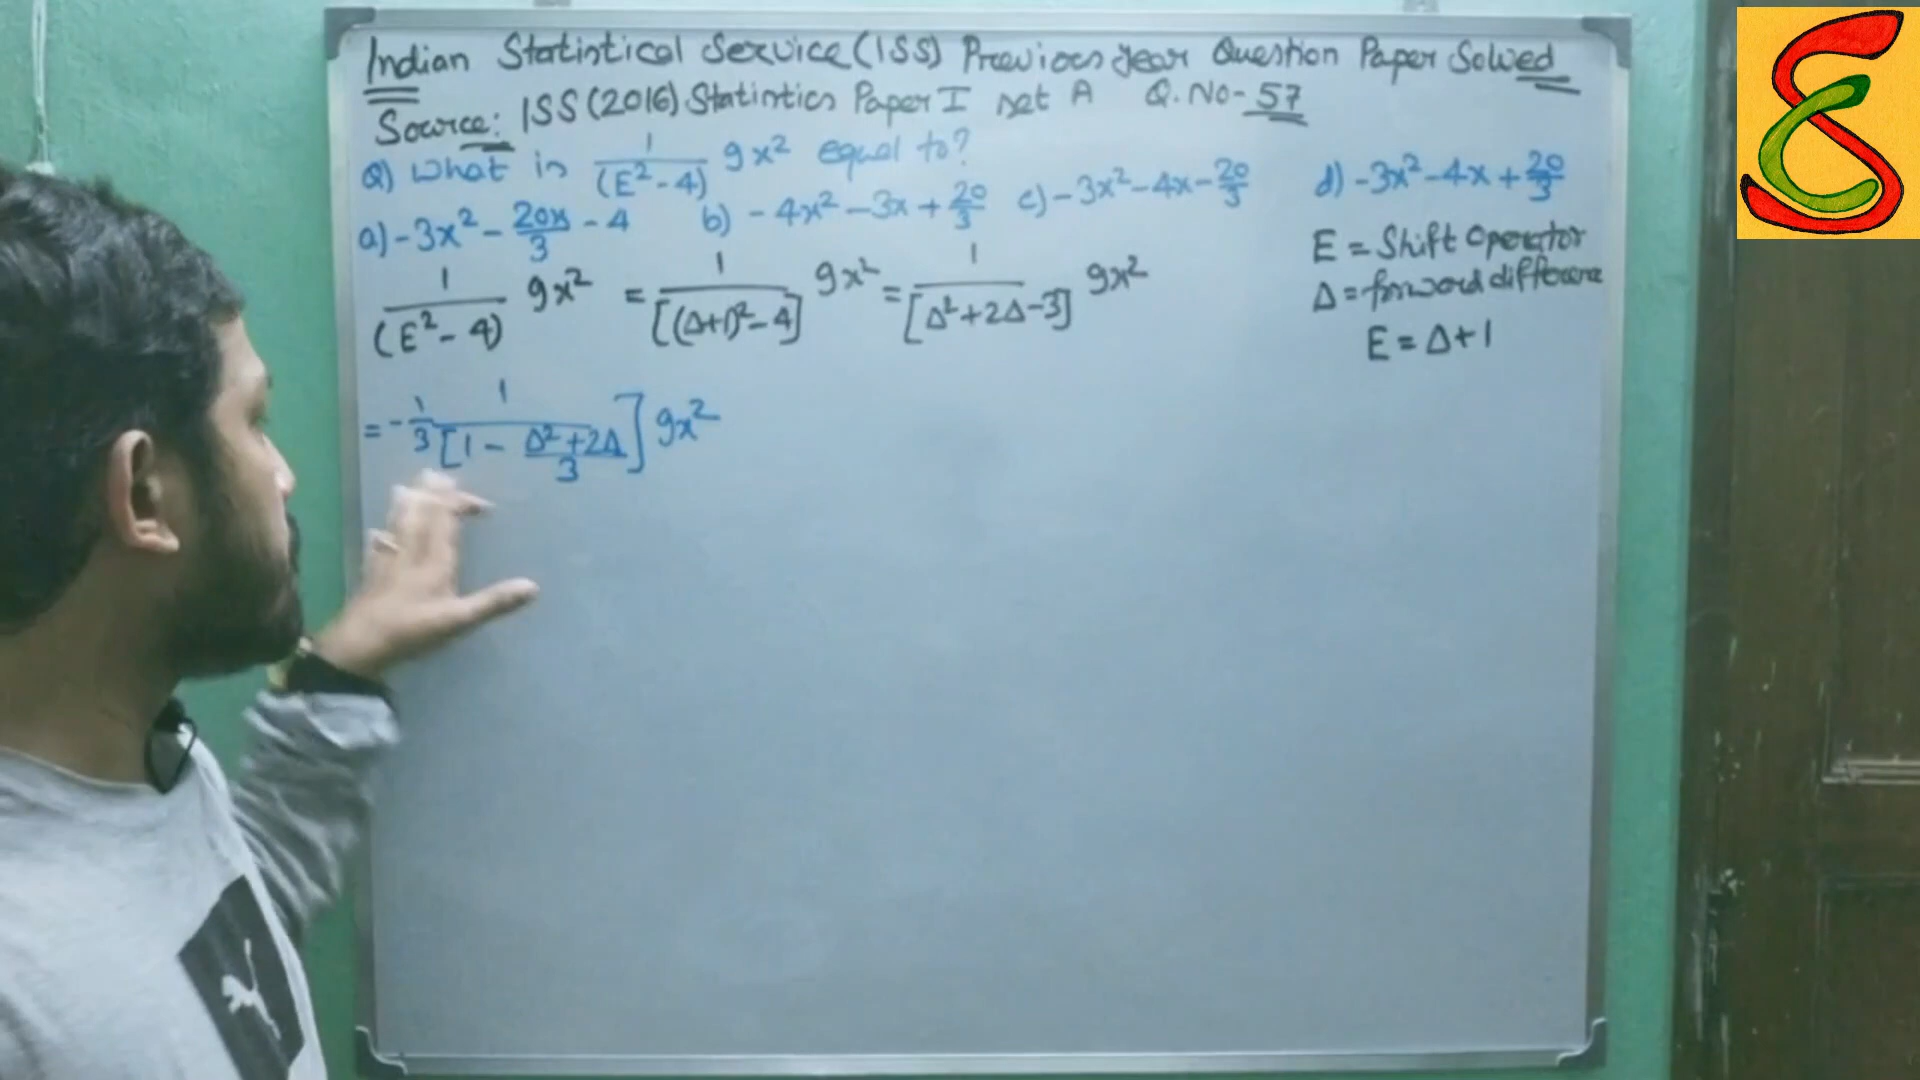 Indian Statistical Service (ISS) Previous year Question Paper Solved
Source: ISS (2016) Statistics Paper I set A Q. No- 57
Q) What is 1/(E²-4) 9x² equal to?
a) -3x² - 20x/3 - 4 b) -4x² - 3x + 20/3 c) -3x² - 4x - 20/3 d) -3x² - 4x + 20/3
1/(E²-4) 9x² = 1/[(Δ+1)²-4] 9x² = 1/[Δ²+2Δ-3] 9x²
E = Shift Operator
Δ = forward difference
E = Δ+1
= -1/3 1/[1 - (Δ²+2Δ)/3] 9x²